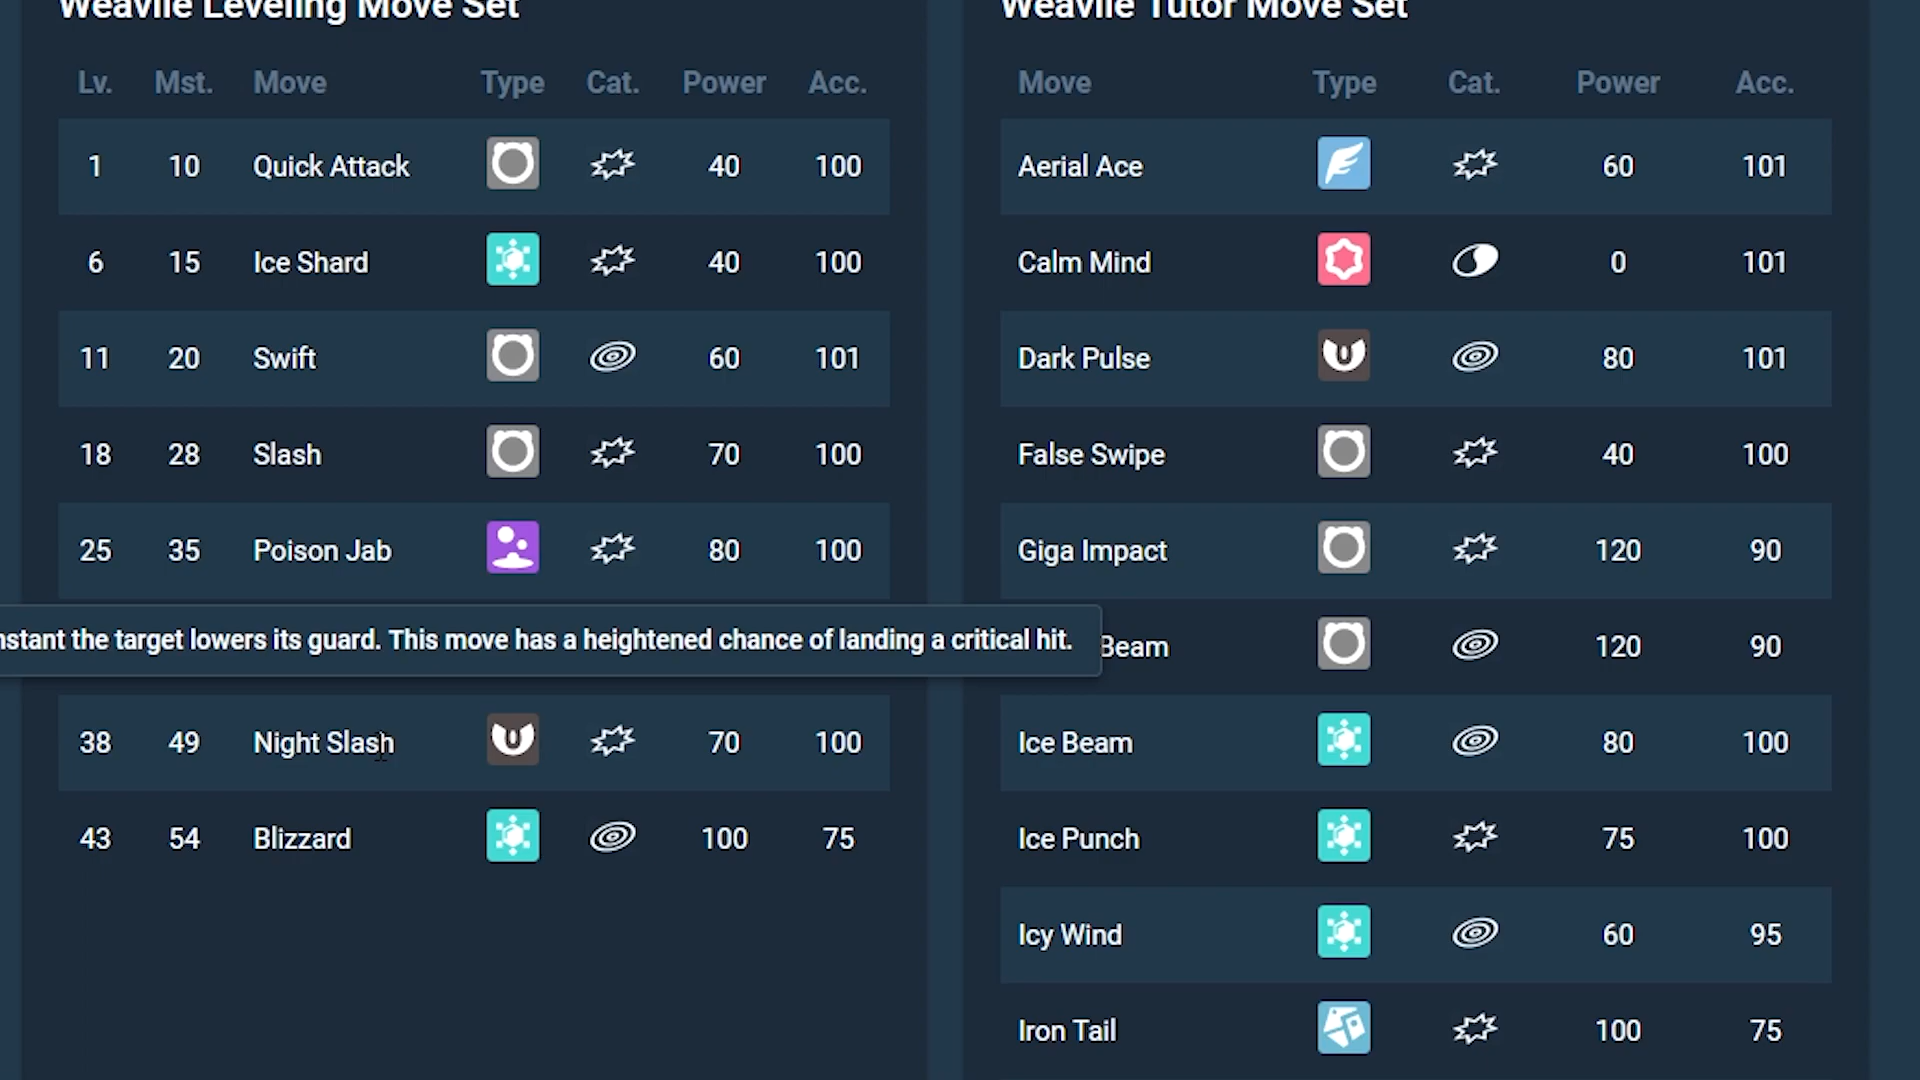 Weavile Leveling Move Set
Lv. Mst. Move Type Cat. Power Acc.
1 10 Quick Attack 40 100
6 15 Ice Shard 40 100
11 20 Swift 60 101
18 28 Slash 70 100
25 35 Poison Jab 80 100
nstant the target lowers its guard. This move has a heightened chance of landing a critical hit.
38 49 Night Slash 70 100
43 54 Blizzard 100 75
Weavile Tutor Move Set
Move Type Cat. Power Acc.
Aerial Ace 60 101
Calm Mind 0 101
Dark Pulse 80 101
False Swipe 40 100
Giga Impact 120 90
Beam 120 90
Ice Beam 80 100
Ice Punch 75 100
Icy Wind 60 95
Iron Tail 100 75